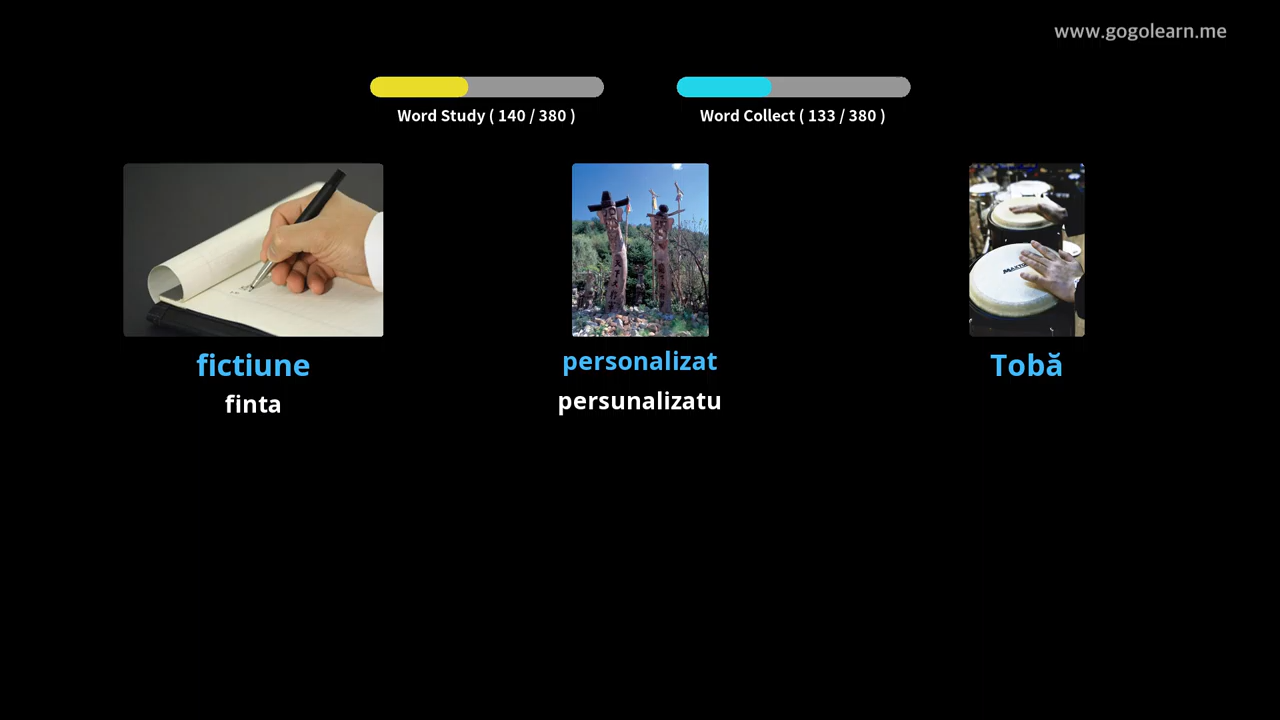 www.gogolearn.me
Word Study ( 140 / 380 )
Word Collect ( 133 / 380 )
fictiune
personalizat
Tobă
finta
persunalizatu